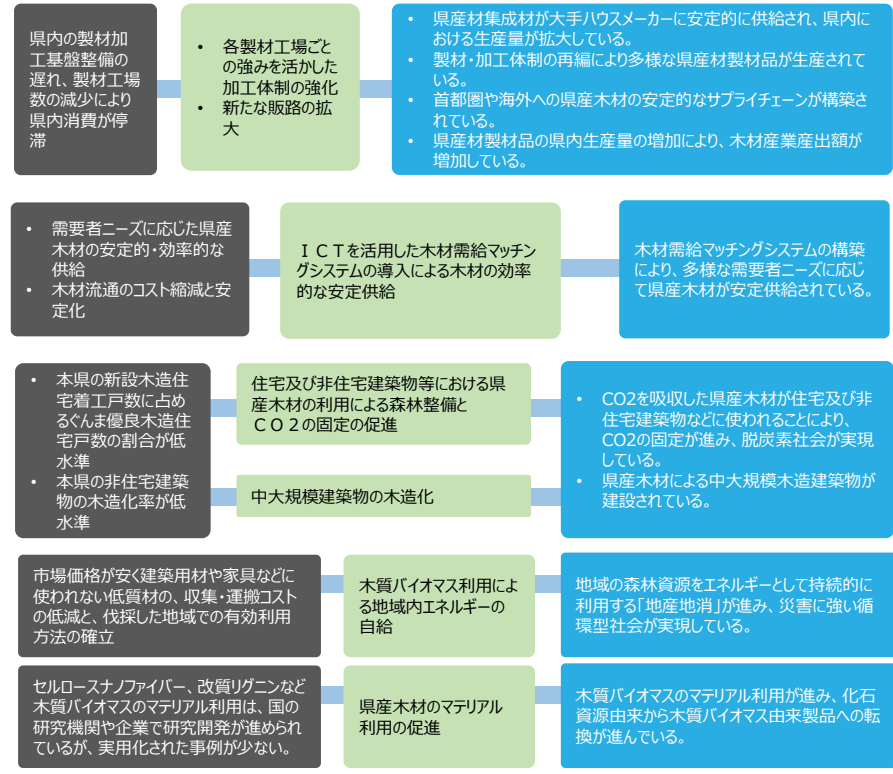 県内の製材加
工基盤整備の
遅れ、製材工場
数の減少により
県内消費が停
滞
• 各製材工場ごと
の強みを活かした
加工体制の強化
• 新たな販路の拡
大
• 県産材集成材が大手ハウスメーカーに安定的に供給され、県内に
おける生産量が拡大している。
• 製材・加工体制の再編により多様な県産材製材品が生産されて
いる。
• 首都圏や海外への県産木材の安定的なサプライチェーンが構築さ
れている。
• 県産材製材品の県内生産量の増加により、木材産業産出額が
増加している。
• 需要者ニーズに応じた県産
木材の安定的・効率的な
供給
• 木材流通のコスト縮減と安
定化
ＩＣＴを活用した木材需給マッチン
グシステムの導入による木材の効率
的な安定供給
木材需給マッチングシステムの構築
により、多様な需要者ニーズに応じ
て県産木材が安定供給されている。
• 本県の新設木造住
宅着工戸数に占め
るぐんま優良木造住
宅戸数の割合が低
水準
• 本県の非住宅建築
物の木造化率が低
水準
住宅及び非住宅建築物等における県
産木材の利用による森林整備と
ＣＯ２の固定の促進
中大規模建築物の木造化
• CO2を吸収した県産木材が住宅及び非
住宅建築物などに使われることにより、
CO2の固定が進み、脱炭素社会が実現
している。
• 県産木材による中大規模木造建築物が
建設されている。
市場価格が安く建築用材や家具などに
使われない低質材の、収集・運搬コスト
の低減と、伐採した地域での有効利用
方法の確立
木質バイオマス利用によ
る地域内エネルギーの
自給
地域の森林資源をエネルギーとして持続的に
利用する「地産地消」が進み、災害に強い循
環型社会が実現している。
セルロースナノファイバー、改質リグニンなど
木質バイオマスのマテリアル利用は、国の
研究機関や企業で研究開発が進められ
ているが、実用化された事例が少ない。
県産木材のマテリアル
利用の促進
木質バイオマスのマテリアル利用が進み、化石
資源由来から木質バイオマス由来製品への転
換が進んでいる。